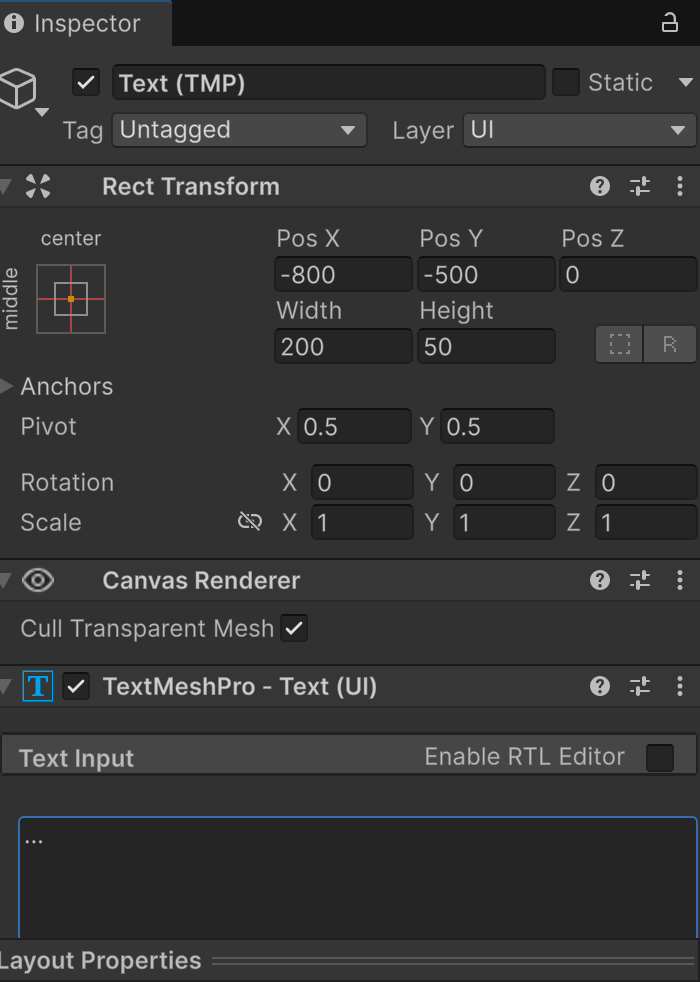 Inspector
Text (TMP)
Static
Tag Untagged Layer UI
Rect Transform
center
middle
Pos X Pos Y Pos Z
-800 -500 0
Width Height
200 50
R
Anchors
Pivot X 0.5 Y 0.5
Rotation X 0 Y 0 Z 0
Scale X 1 Y 1 Z 1
Canvas Renderer
Cull Transparent Mesh
T TextMeshPro - Text (UI)
Text Input Enable RTL Editor
...
Layout Properties